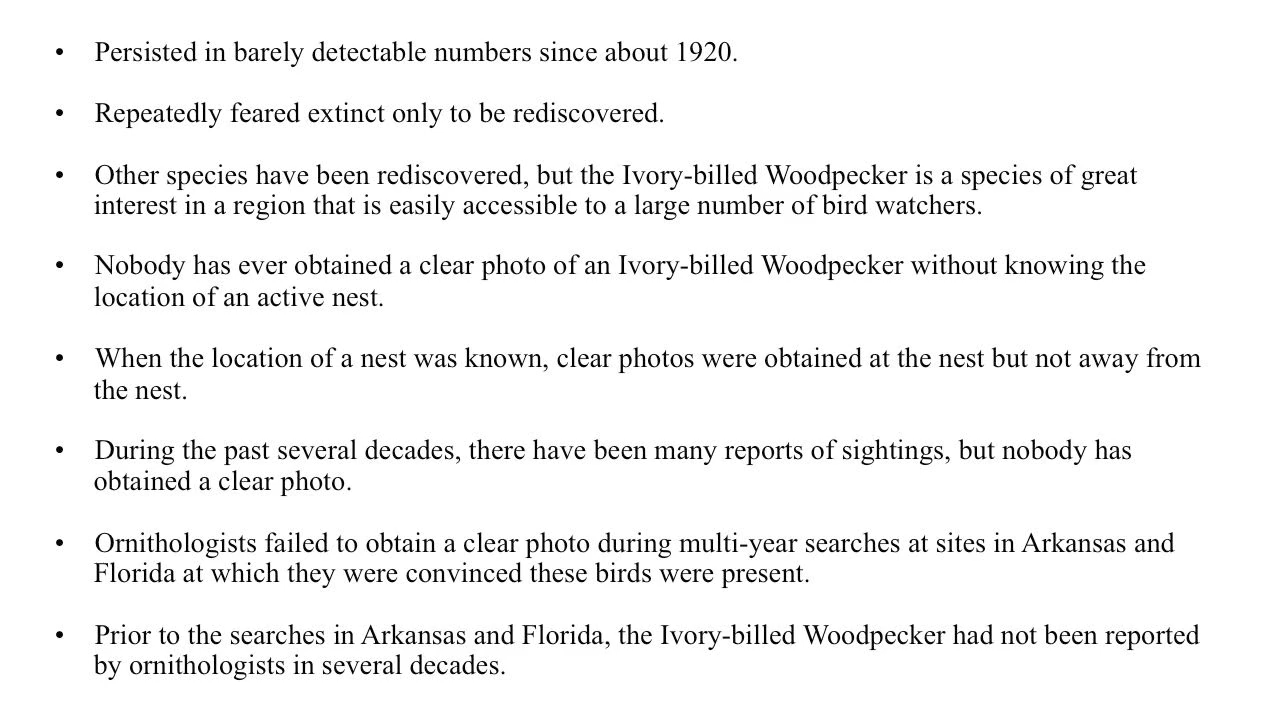 • Persisted in barely detectable numbers since about 1920.
• Repeatedly feared extinct only to be rediscovered.
• Other species have been rediscovered, but the Ivory-billed Woodpecker is a species of great
interest in a region that is easily accessible to a large number of bird watchers.
• Nobody has ever obtained a clear photo of an Ivory-billed Woodpecker without knowing the
location of an active nest.
• When the location of a nest was known, clear photos were obtained at the nest but not away from
the nest.
• During the past several decades, there have been many reports of sightings, but nobody has
obtained a clear photo.
• Ornithologists failed to obtain a clear photo during multi-year searches at sites in Arkansas and
Florida at which they were convinced these birds were present.
• Prior to the searches in Arkansas and Florida, the Ivory-billed Woodpecker had not been reported
by ornithologists in several decades.